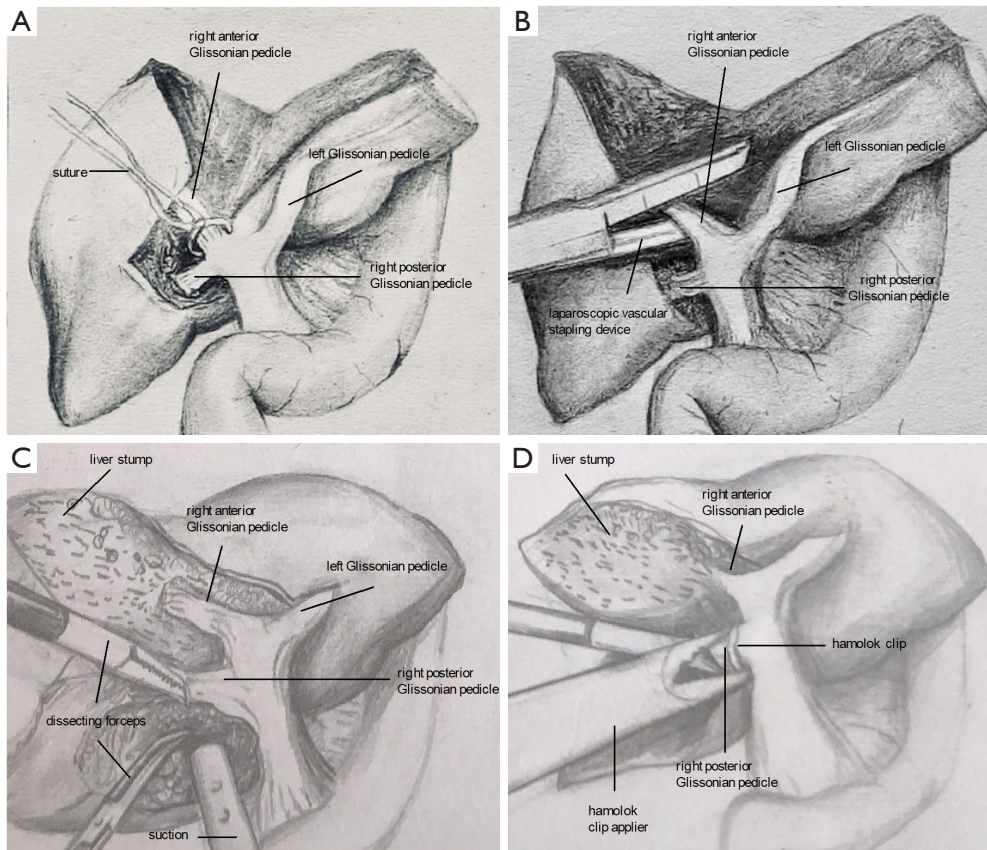 A
right anterior
Glissonian pedicle
left Glissonian pedicle
suture
right posterior
Glissonian pedicle
B
right anterior
Glissonian pedicle
left Glissonian pedicle
right posterior
Glissonian pedicle
laparoscopic vascular
stapling device
C
liver stump
right anterior
Glissonian pedicle
left Glissonian pedicle
right posterior
Glissonian pedicle
dissecting forceps
suction
D
liver stump
right anterior
Glissonian pedicle
hamolok clip
right posterior
Glissonian pedicle
hamolok
clip applier